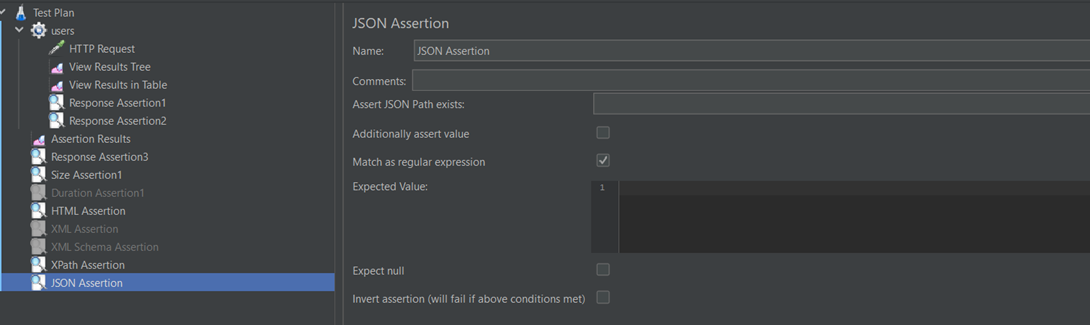 Test Plan
users
HTTP Request
View Results Tree
View Results in Table
Response Assertion1
Response Assertion2
Assertion Results
Response Assertion3
Size Assertion1
Duration Assertion1
HTML Assertion
XML Assertion
XML Schema Assertion
XPath Assertion
JSON Assertion
JSON Assertion
Name: JSON Assertion
Comments:
Assert JSON Path exists:
Additionally assert value
Match as regular expression
Expected Value: 1
Expect null
Invert assertion (will fail if above conditions met)